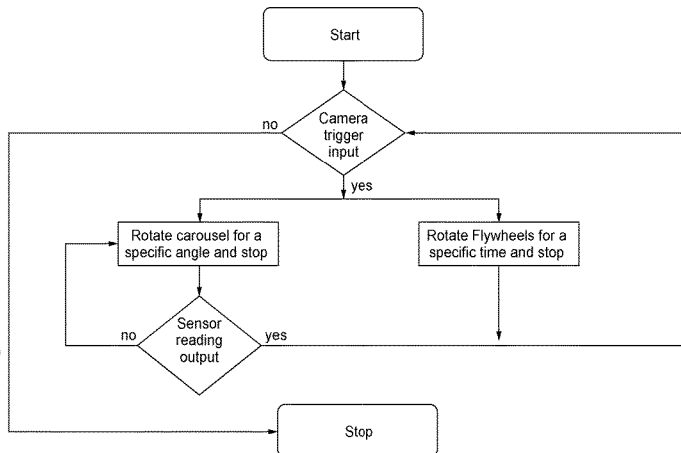 Start
Camera
trigger
input
no
yes
Rotate carousel for a
specific angle and stop
Rotate Flywheels for a
specific time and stop
Sensor
reading
output
no
yes
Stop